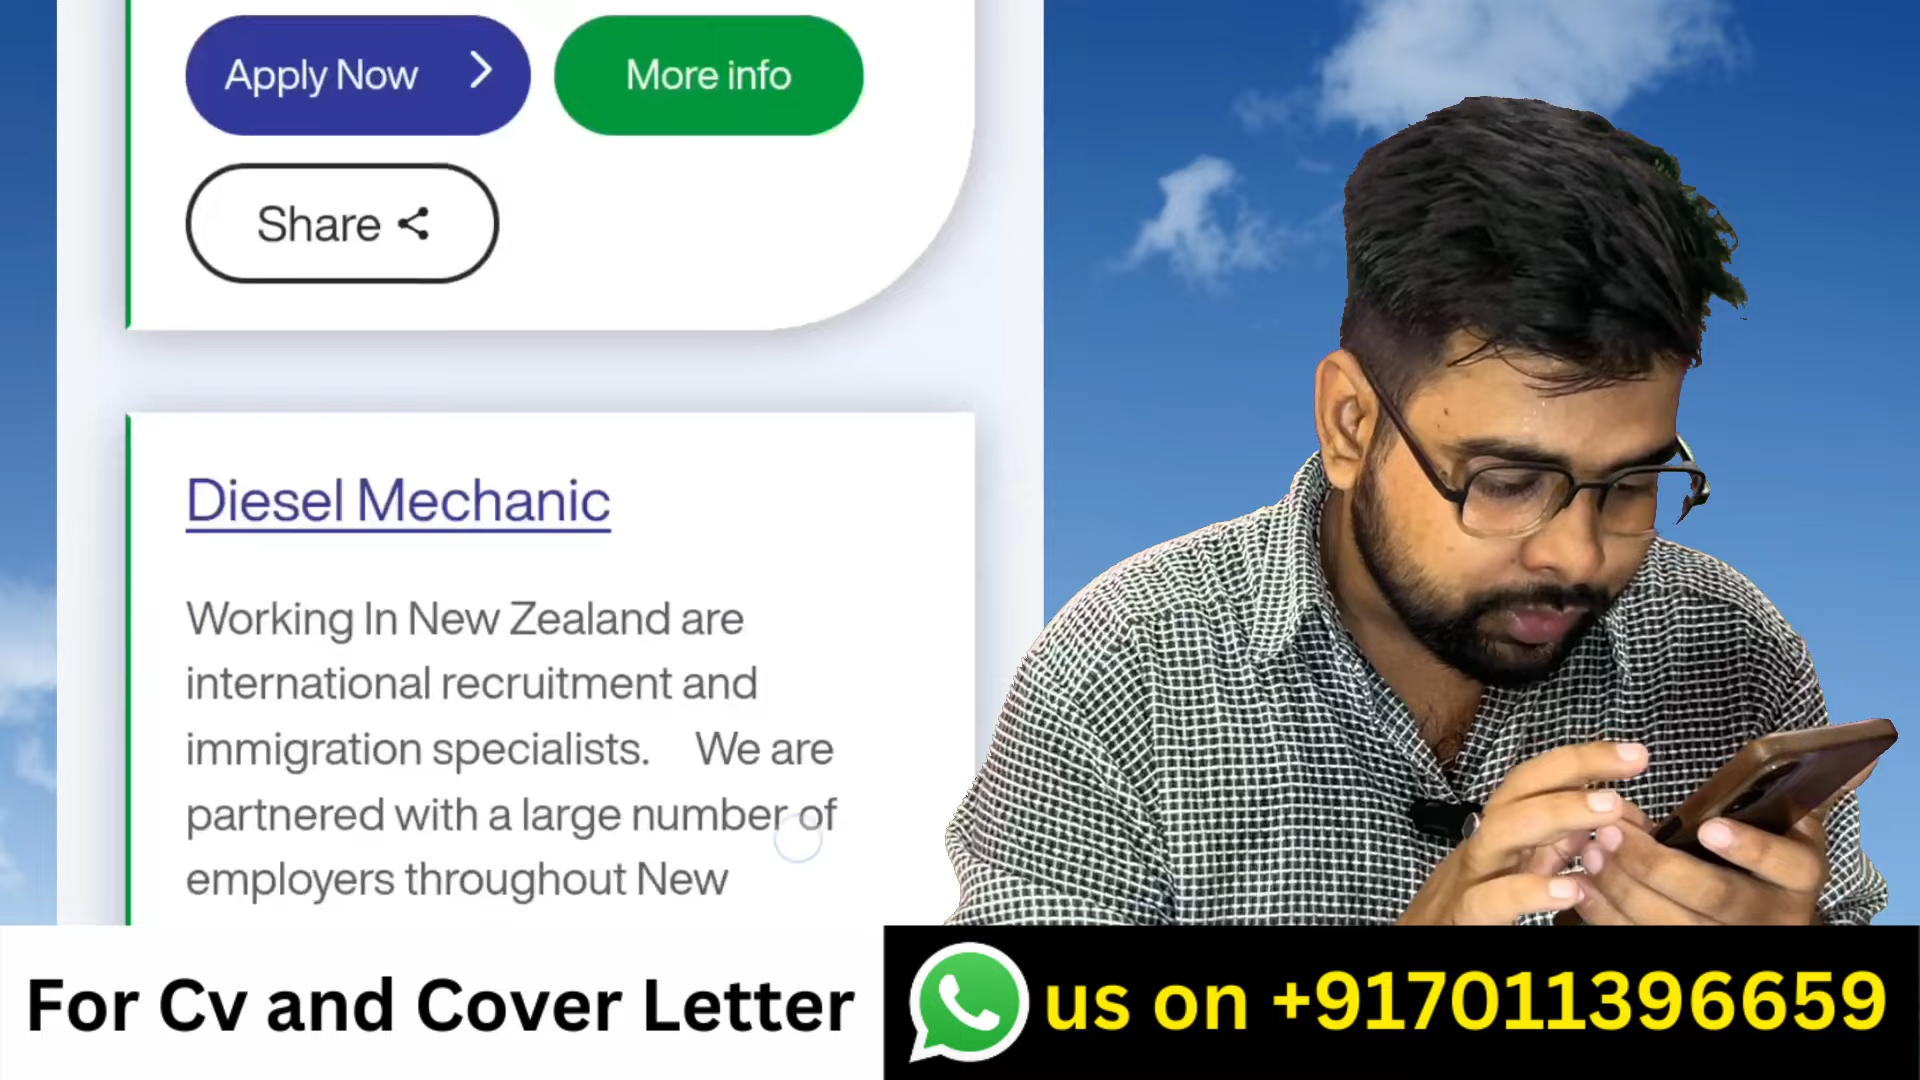 Apply Now
More info
Share
Diesel Mechanic
Working In New Zealand are
international recruitment and
immigration specialists. We are
partnered with a large number of
employers throughout New
For Cv and Cover Letter
us on +917011396659